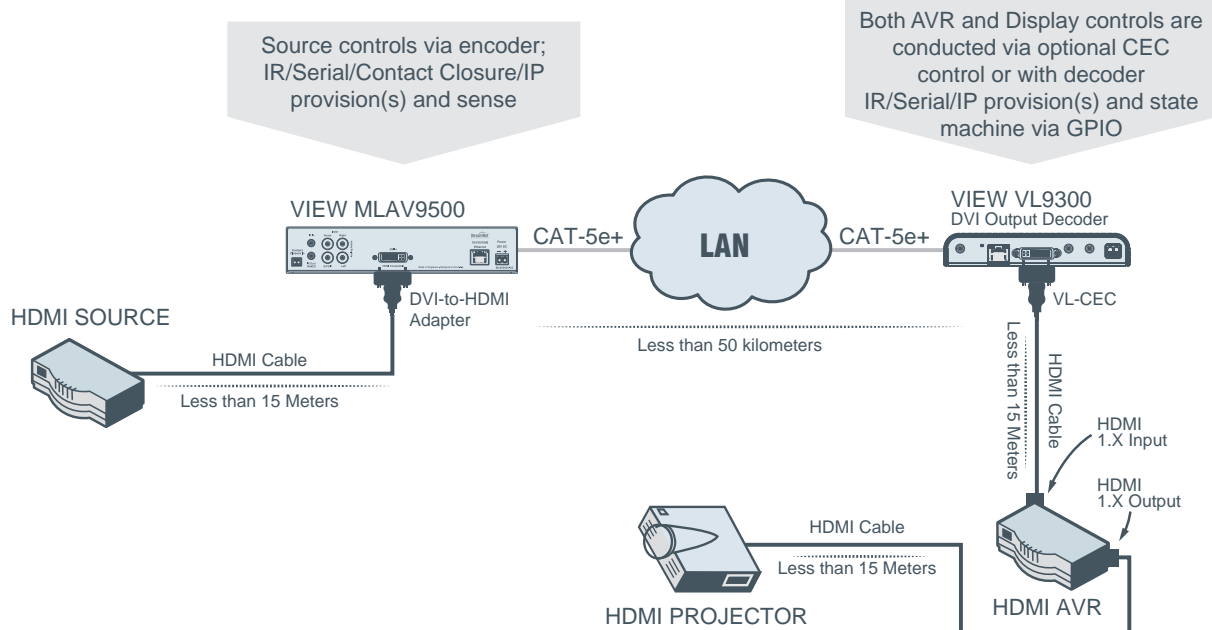 Source controls via encoder;
IR/Serial/Contact Closure/IP
provision(s) and sense
Both AVR and Display controls are
conducted via optional CEC
control or with decoder
IR/Serial/IP provision(s) and state
machine via GPIO
VIEW MLAV9500
VIEW VL9300
DVI Output Decoder
CAT-5e+
LAN
CAT-5e+
DVI-to-HDMI
Adapter
VL-CEC
HDMI SOURCE
HDMI Cable
Less than 15 Meters
Less than 50 kilometers
Less than 15 Meters
HDMI Cable
HDMI
1.X Input
HDMI
1.X Output
HDMI Cable
Less than 15 Meters
HDMI PROJECTOR
HDMI AVR